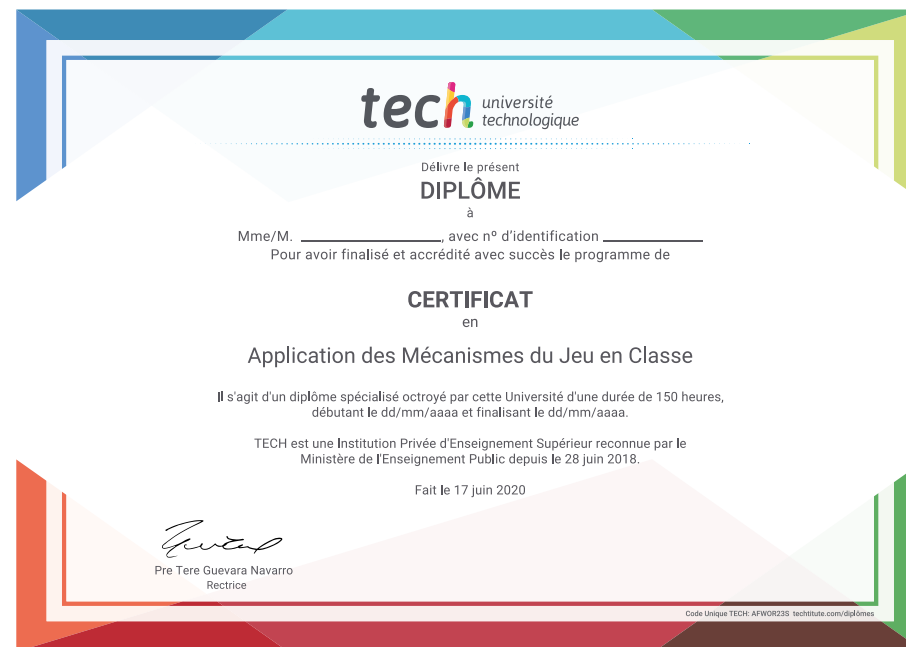 tech université
technologique
Délivre le présent
DIPLÔME
à
Mme/M. ____________________, avec nº d'identification ______________
Pour avoir finalisé et accrédité avec succès le programme de
CERTIFICAT
en
Application des Mécanismes du Jeu en Classe
Il s'agit d'un diplôme spécialisé octroyé par cette Université d'une durée de 150 heures,
débutant le dd/mm/aaaa et finalisant le dd/mm/aaaa.
TECH est une Institution Privée d'Enseignement Supérieur reconnue par le
Ministère de l'Enseignement Public depuis le 28 juin 2018.
Fait le 17 juin 2020
Pre Tere Guevara Navarro
Rectrice
Code Unique TECH: AFWOR23S techtitute.com/diplômes